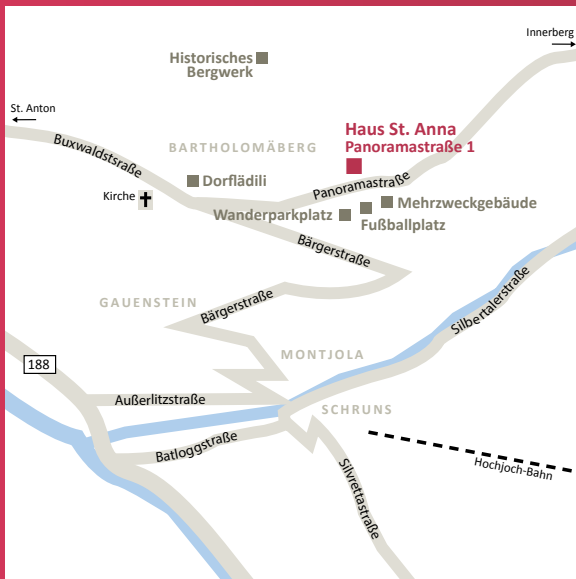 Innerberg
Historisches
Bergwerk
St. Anton
Haus St. Anna
Panoramastraße 1
Buxwaldstsraße
BARTHOLOMÄBERG
Dorflädili
Panoramastraße
Kirche
Mehrzweckgebäude
Wanderparkplatz
Fußballplatz
Bärgerstraße
GAUENSTEIN
Bärgerstraße
Silbertalerstraße
MONTJOLA
188
Außerlitzstraße
SCHRUNS
Batloggstraße
Silvrettastraße
Hochjoch-Bahn